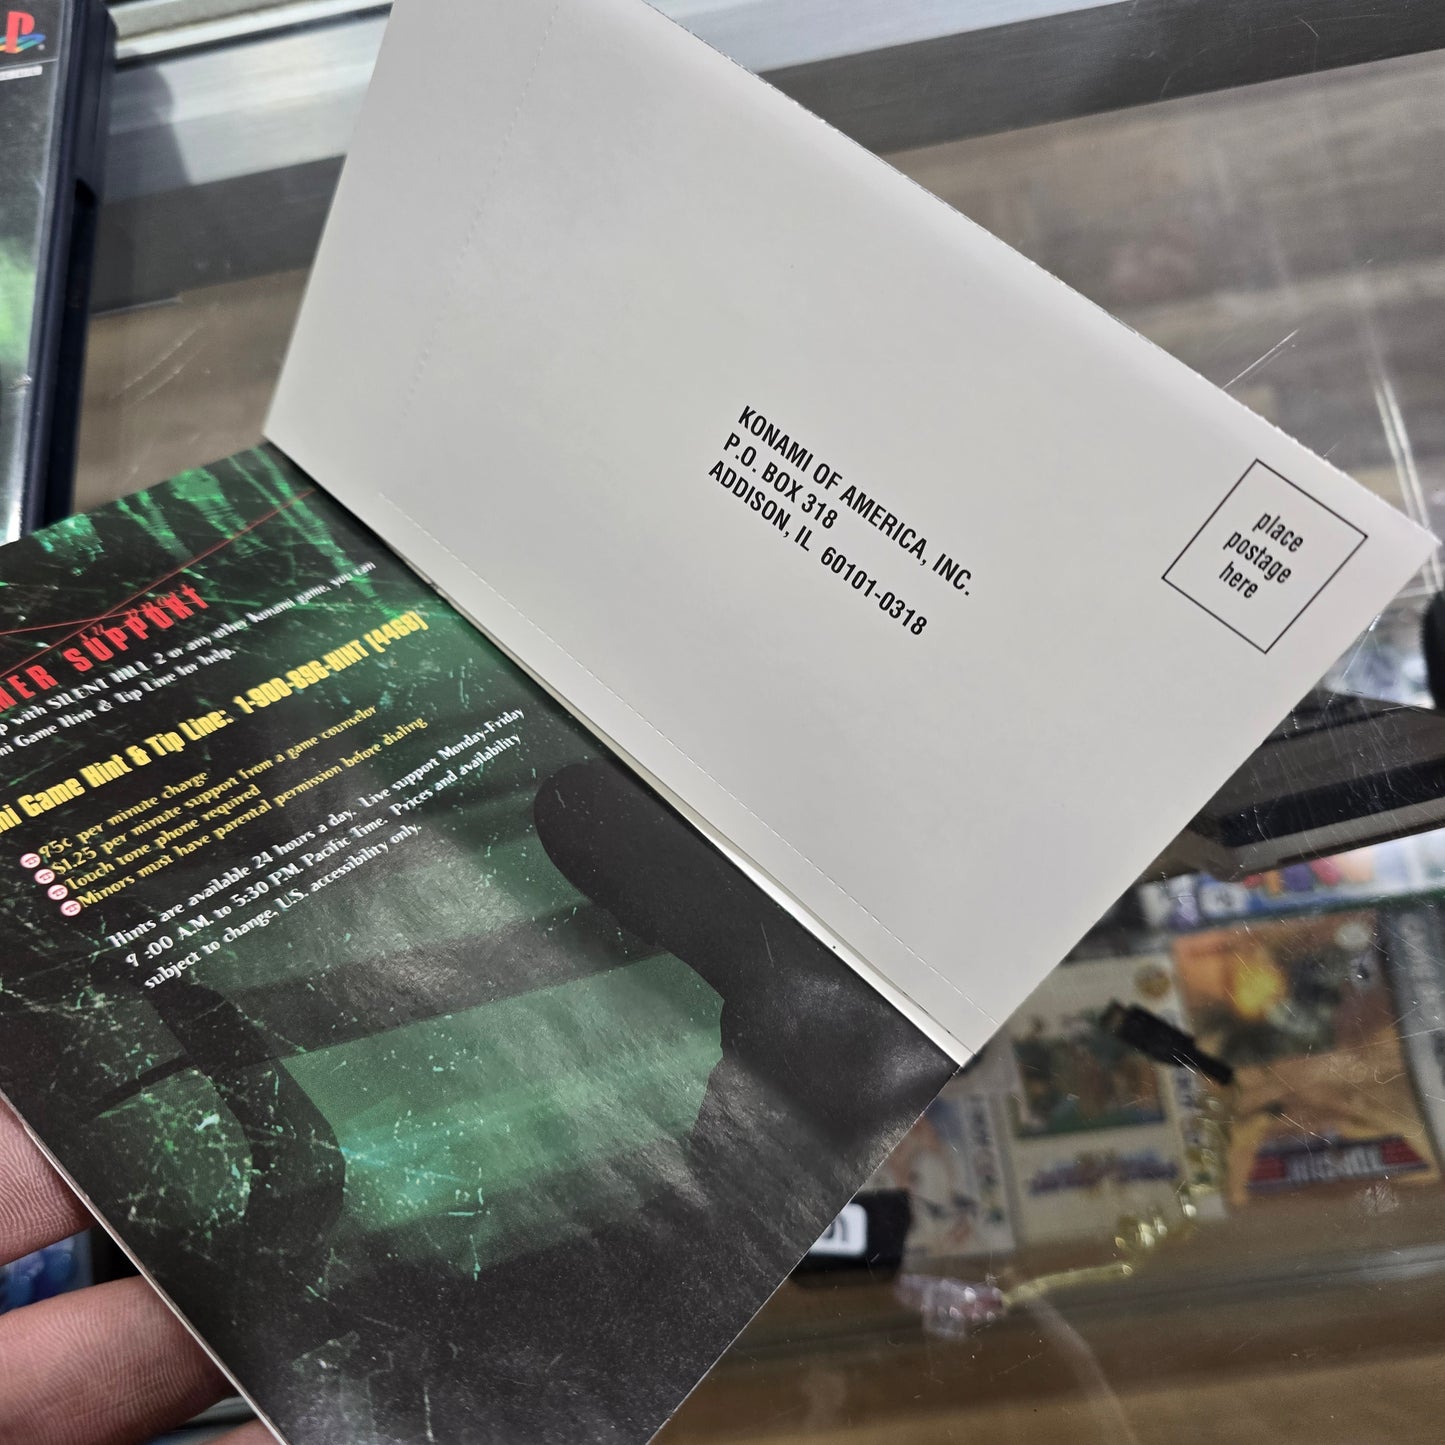 KONAMI OF AMERICA, INC.
P.O. BOX 318
ADDISON, IL 60101-0318
place
postage
here
SUPPORT
with SILENT HILL 2 or any other Konami game, you can
Game Hint & Tip Line for help.
Game Hint & Tip Line: 1-900-896-HINT (4468)
95¢ per minute charge
$1.25 per minute support from a game counselor
Touch tone phone required
Minors must have parental permission before dialing
Hints are available 24 hours a day. Live support Monday-Friday
9 :00 A.M. to 5:30 P.M. Pacific Time. Prices and availability
subject to change, U.S. accessibility only.